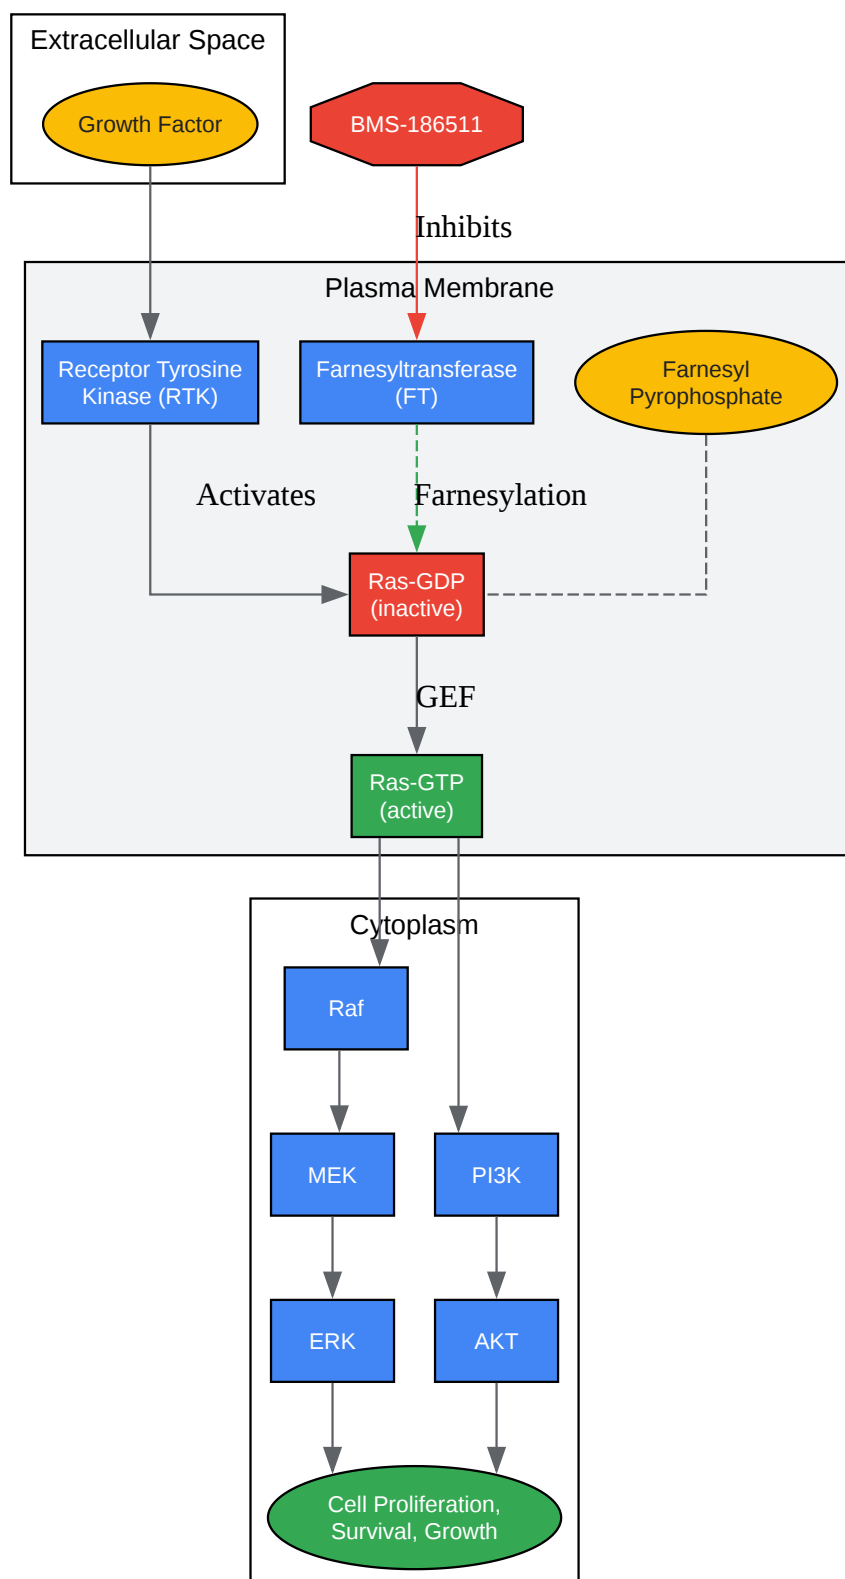 Extracellular Space
Growth Factor
BMS-186511
Inhibits
Plasma Membrane
Receptor Tyrosine
Kinase (RTK)
Farnesyltransferase
(FT)
Farnesyl
Pyrophosphate
Activates
Farnesylation
Ras-GDP
(inactive)
GEF
Ras-GTP
(active)
Cytoplasm
Raf
MEK
PI3K
ERK
AKT
Cell Proliferation,
Survival, Growth